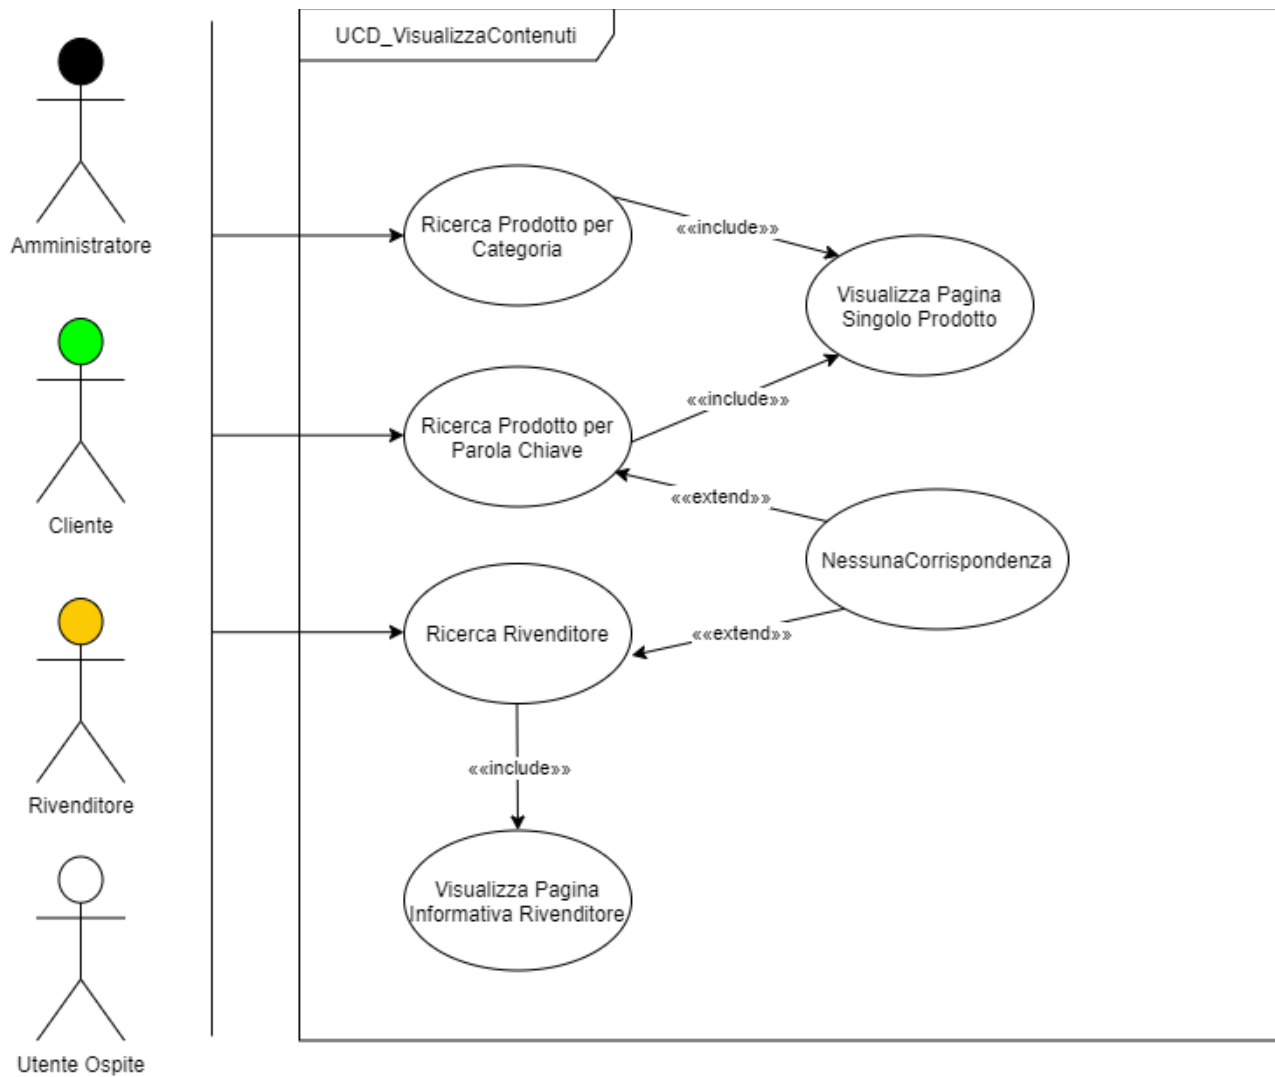 UCD_VisualizzaContenuti
Amministratore
Ricerca Prodotto per
Categoria
««include»»
Visualizza Pagina
Singolo Prodotto
Cliente
Ricerca Prodotto per
Parola Chiave
««include»»
««extend»»
NessunaCorrispondenza
Rivenditore
Ricerca Rivenditore
««extend»»
««include»»
Visualizza Pagina
Informativa Rivenditore
Utente Ospite